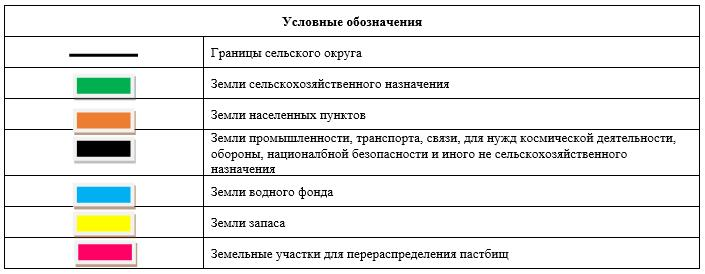 Условные обозначения
Границы сельского округа
Земли сельскохозяйственного назначения
Земли населенных пунктов
Земли промышленности, транспорта, связи, для нужд космической деятельности,
обороны, националбной безопасности и иного не сельскохозяйственного
назначения
Земли водного фонда
Земли запаса
Земельные участки для перераспределения пастбищ